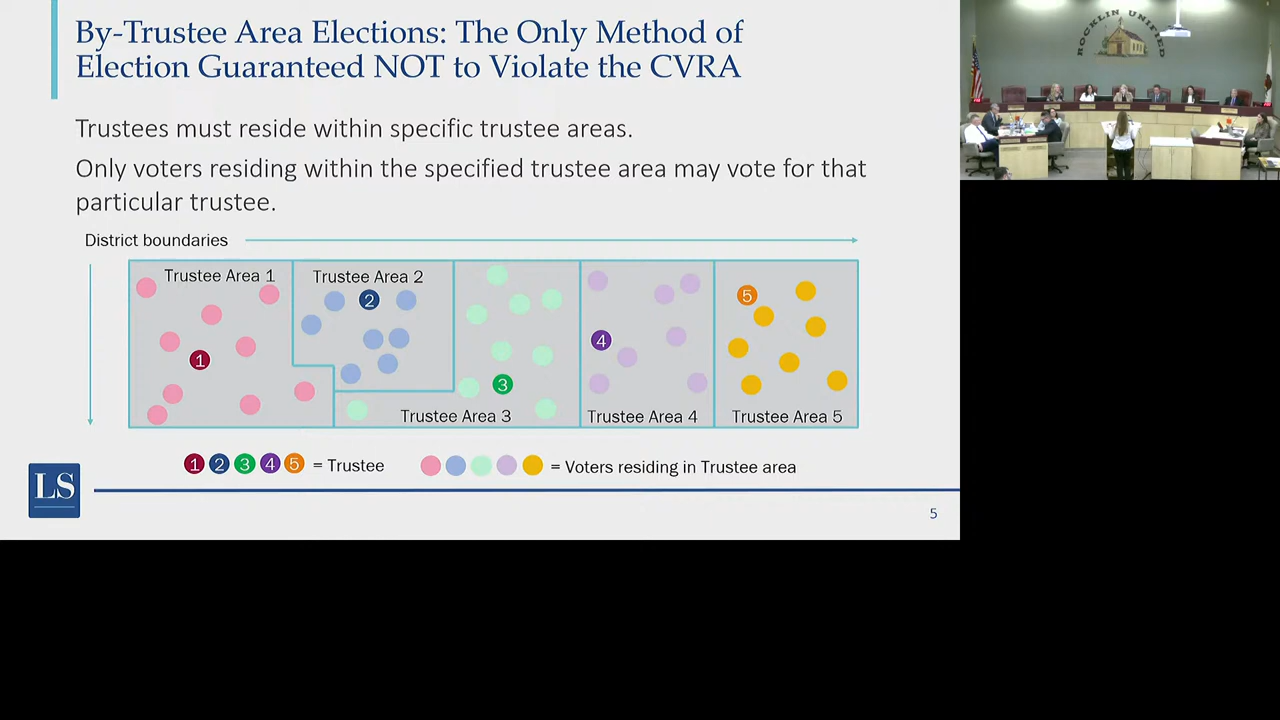 By-Trustee Area Elections: The Only Method of
Election Guaranteed NOT to Violate the CVRA
Trustees must reside within specific trustee areas.
Only voters residing within the specified trustee area may vote for that
particular trustee.
District boundaries
Trustee Area 1
Trustee Area 2
2
5
4
1
3
Trustee Area 3
Trustee Area 4
Trustee Area 5
1 2 3 4 5 = Trustee
= Voters residing in Trustee area
LS
5
ROCKLIN UNIFIED